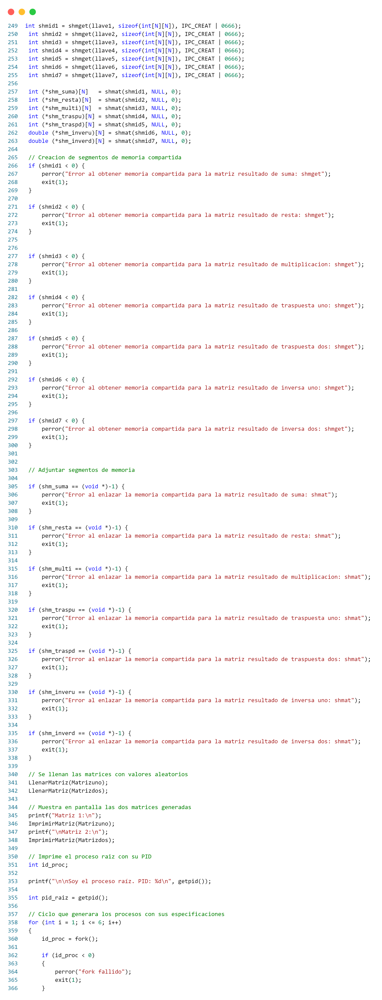 249 int shmid1 = shmget(llave1, sizeof(int[N][N]), IPC_CREAT | 0666);
250 int shmid2 = shmget(llave2, sizeof(int[N][N]), IPC_CREAT | 0666);
251 int shmid3 = shmget(llave3, sizeof(int[N][N]), IPC_CREAT | 0666);
252 int shmid4 = shmget(llave4, sizeof(int[N][N]), IPC_CREAT | 0666);
253 int shmid5 = shmget(llave5, sizeof(int[N][N]), IPC_CREAT | 0666);
254 int shmid6 = shmget(llave6, sizeof(int[N][N]), IPC_CREAT | 0666);
255 int shmid7 = shmget(llave7, sizeof(int[N][N]), IPC_CREAT | 0666);
256
257 int (*shm_suma)[N]   = shmat(shmid1, NULL, 0);
258 int (*shm_resta)[N]  = shmat(shmid2, NULL, 0);
259 int (*shm_multi)[N]  = shmat(shmid3, NULL, 0);
260 int (*shm_traspu)[N] = shmat(shmid4, NULL, 0);
261 int (*shm_traspd)[N] = shmat(shmid5, NULL, 0);
262 double (*shm_inveru)[N] = shmat(shmid6, NULL, 0);
263 double (*shm_inverd)[N] = shmat(shmid7, NULL, 0);
264
265 // Creacion de segmentos de memoria compartida
266 if (shmid1 < 0) {
267     perror("Error al obtener memoria compartida para la matriz resultado de suma: shmget");
268     exit(1);
269 }
270
271 if (shmid2 < 0) {
272     perror("Error al obtener memoria compartida para la matriz resultado de resta: shmget");
273     exit(1);
274 }
275
276
277 if (shmid3 < 0) {
278     perror("Error al obtener memoria compartida para la matriz resultado de multiplicacion: shmget");
279     exit(1);
280 }
281
282 if (shmid4 < 0) {
283     perror("Error al obtener memoria compartida para la matriz resultado de traspuesta uno: shmget");
284     exit(1);
285 }
286
287 if (shmid5 < 0) {
288     perror("Error al obtener memoria compartida para la matriz resultado de traspuesta dos: shmget");
289     exit(1);
290 }
291
292 if (shmid6 < 0) {
293     perror("Error al obtener memoria compartida para la matriz resultado de inversa uno: shmget");
294     exit(1);
295 }
296
297 if (shmid7 < 0) {
298     perror("Error al obtener memoria compartida para la matriz resultado de inversa dos: shmget");
299     exit(1);
300 }
301
302
303 // Adjuntar segmentos de memoria
304
305 if (shm_suma == (void *)-1) {
306     perror("Error al enlazar la memoria compartida para la matriz resultado de suma: shmat");
307     exit(1);
308 }
309
310 if (shm_resta == (void *)-1) {
311     perror("Error al enlazar la memoria compartida para la matriz resultado de resta: shmat");
312     exit(1);
313 }
314
315 if (shm_multi == (void *)-1) {
316     perror("Error al enlazar la memoria compartida para la matriz resultado de multiplicacion: shmat");
317     exit(1);
318 }
319
320 if (shm_traspu == (void *)-1) {
321     perror("Error al enlazar la memoria compartida para la matriz resultado de traspuesta uno: shmat");
322     exit(1);
323 }
324
325 if (shm_traspd == (void *)-1) {
326     perror("Error al enlazar la memoria compartida para la matriz resultado de traspuesta dos: shmat");
327     exit(1);
328 }
329
330 if (shm_inveru == (void *)-1) {
331     perror("Error al enlazar la memoria compartida para la matriz resultado de inversa uno: shmat");
332     exit(1);
333 }
334
335 if (shm_inverd == (void *)-1) {
336     perror("Error al enlazar la memoria compartida para la matriz resultado de inversa dos: shmat");
337     exit(1);
338 }
339
340 // Se llenan las matrices con valores aleatorios
341 LlenarMatriz(Matrizuno);
342 LlenarMatriz(Matrizdos);
343
344 // Muestra en pantalla las dos matrices generadas
345 printf("Matriz 1:\n");
346 ImprimirMatriz(Matrizuno);
347 printf("\nMatriz 2:\n");
348 ImprimirMatriz(Matrizdos);
349
350 // Imprime el proceso raiz con su PID
351 int id_proc;
352
353 printf("\n\nSoy el proceso raíz. PID: %d\n", getpid());
354
355 int pid_raiz = getpid();
356
357 // Ciclo que generara los procesos con sus especificaciones
358 for (int i = 1; i <= 6; i++)
359 {
360     id_proc = fork();
361
362     if (id_proc < 0)
363     {
364         perror("fork fallido");
365         exit(1);
366     }